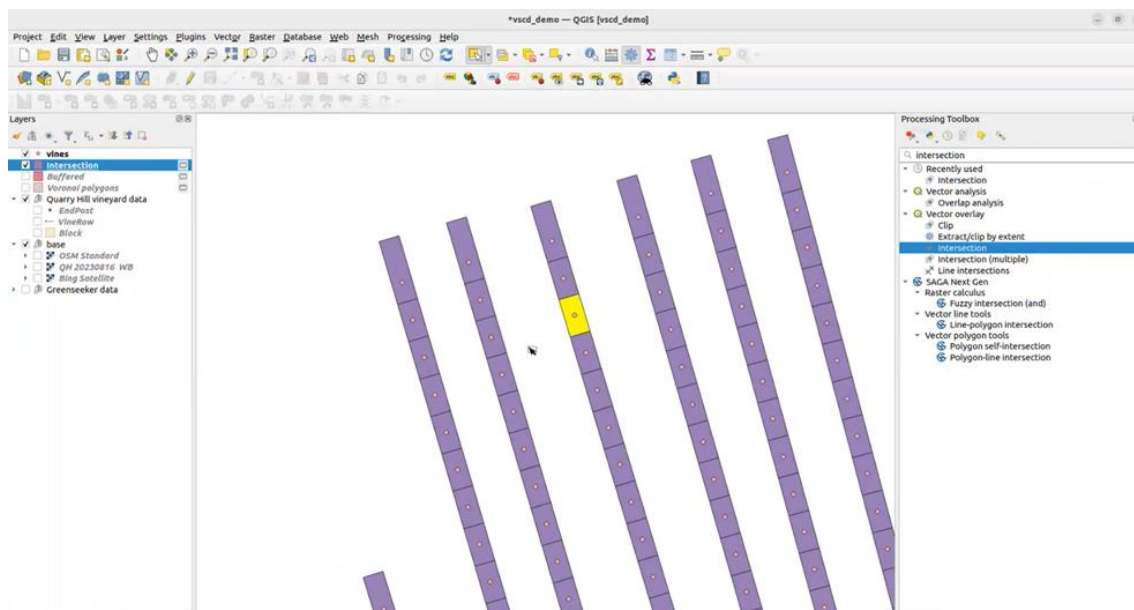 *vscd_demo — QGIS [vscd_demo]
Project Edit View Layer Settings Plugins Vector Raster Database Web Mesh Processing Help
Layers
vines
Intersection
Buffered
Voronoi polygons
Quarry Hill vineyard data
EndPost
VineRow
Block
base
OSM Standard
QH 20230816 WB
Bing Satellite
Greenseeker data
Processing Toolbox
intersection
Recently used
Intersection
Vector analysis
Overlap analysis
Vector overlay
Clip
Extract/clip by extent
Intersection
Intersection (multiple)
Line intersections
SAGA Next Gen
Raster calculus
Fuzzy intersection (and)
Vector line tools
Line-polygon intersection
Vector polygon tools
Polygon self-intersection
Polygon-line intersection